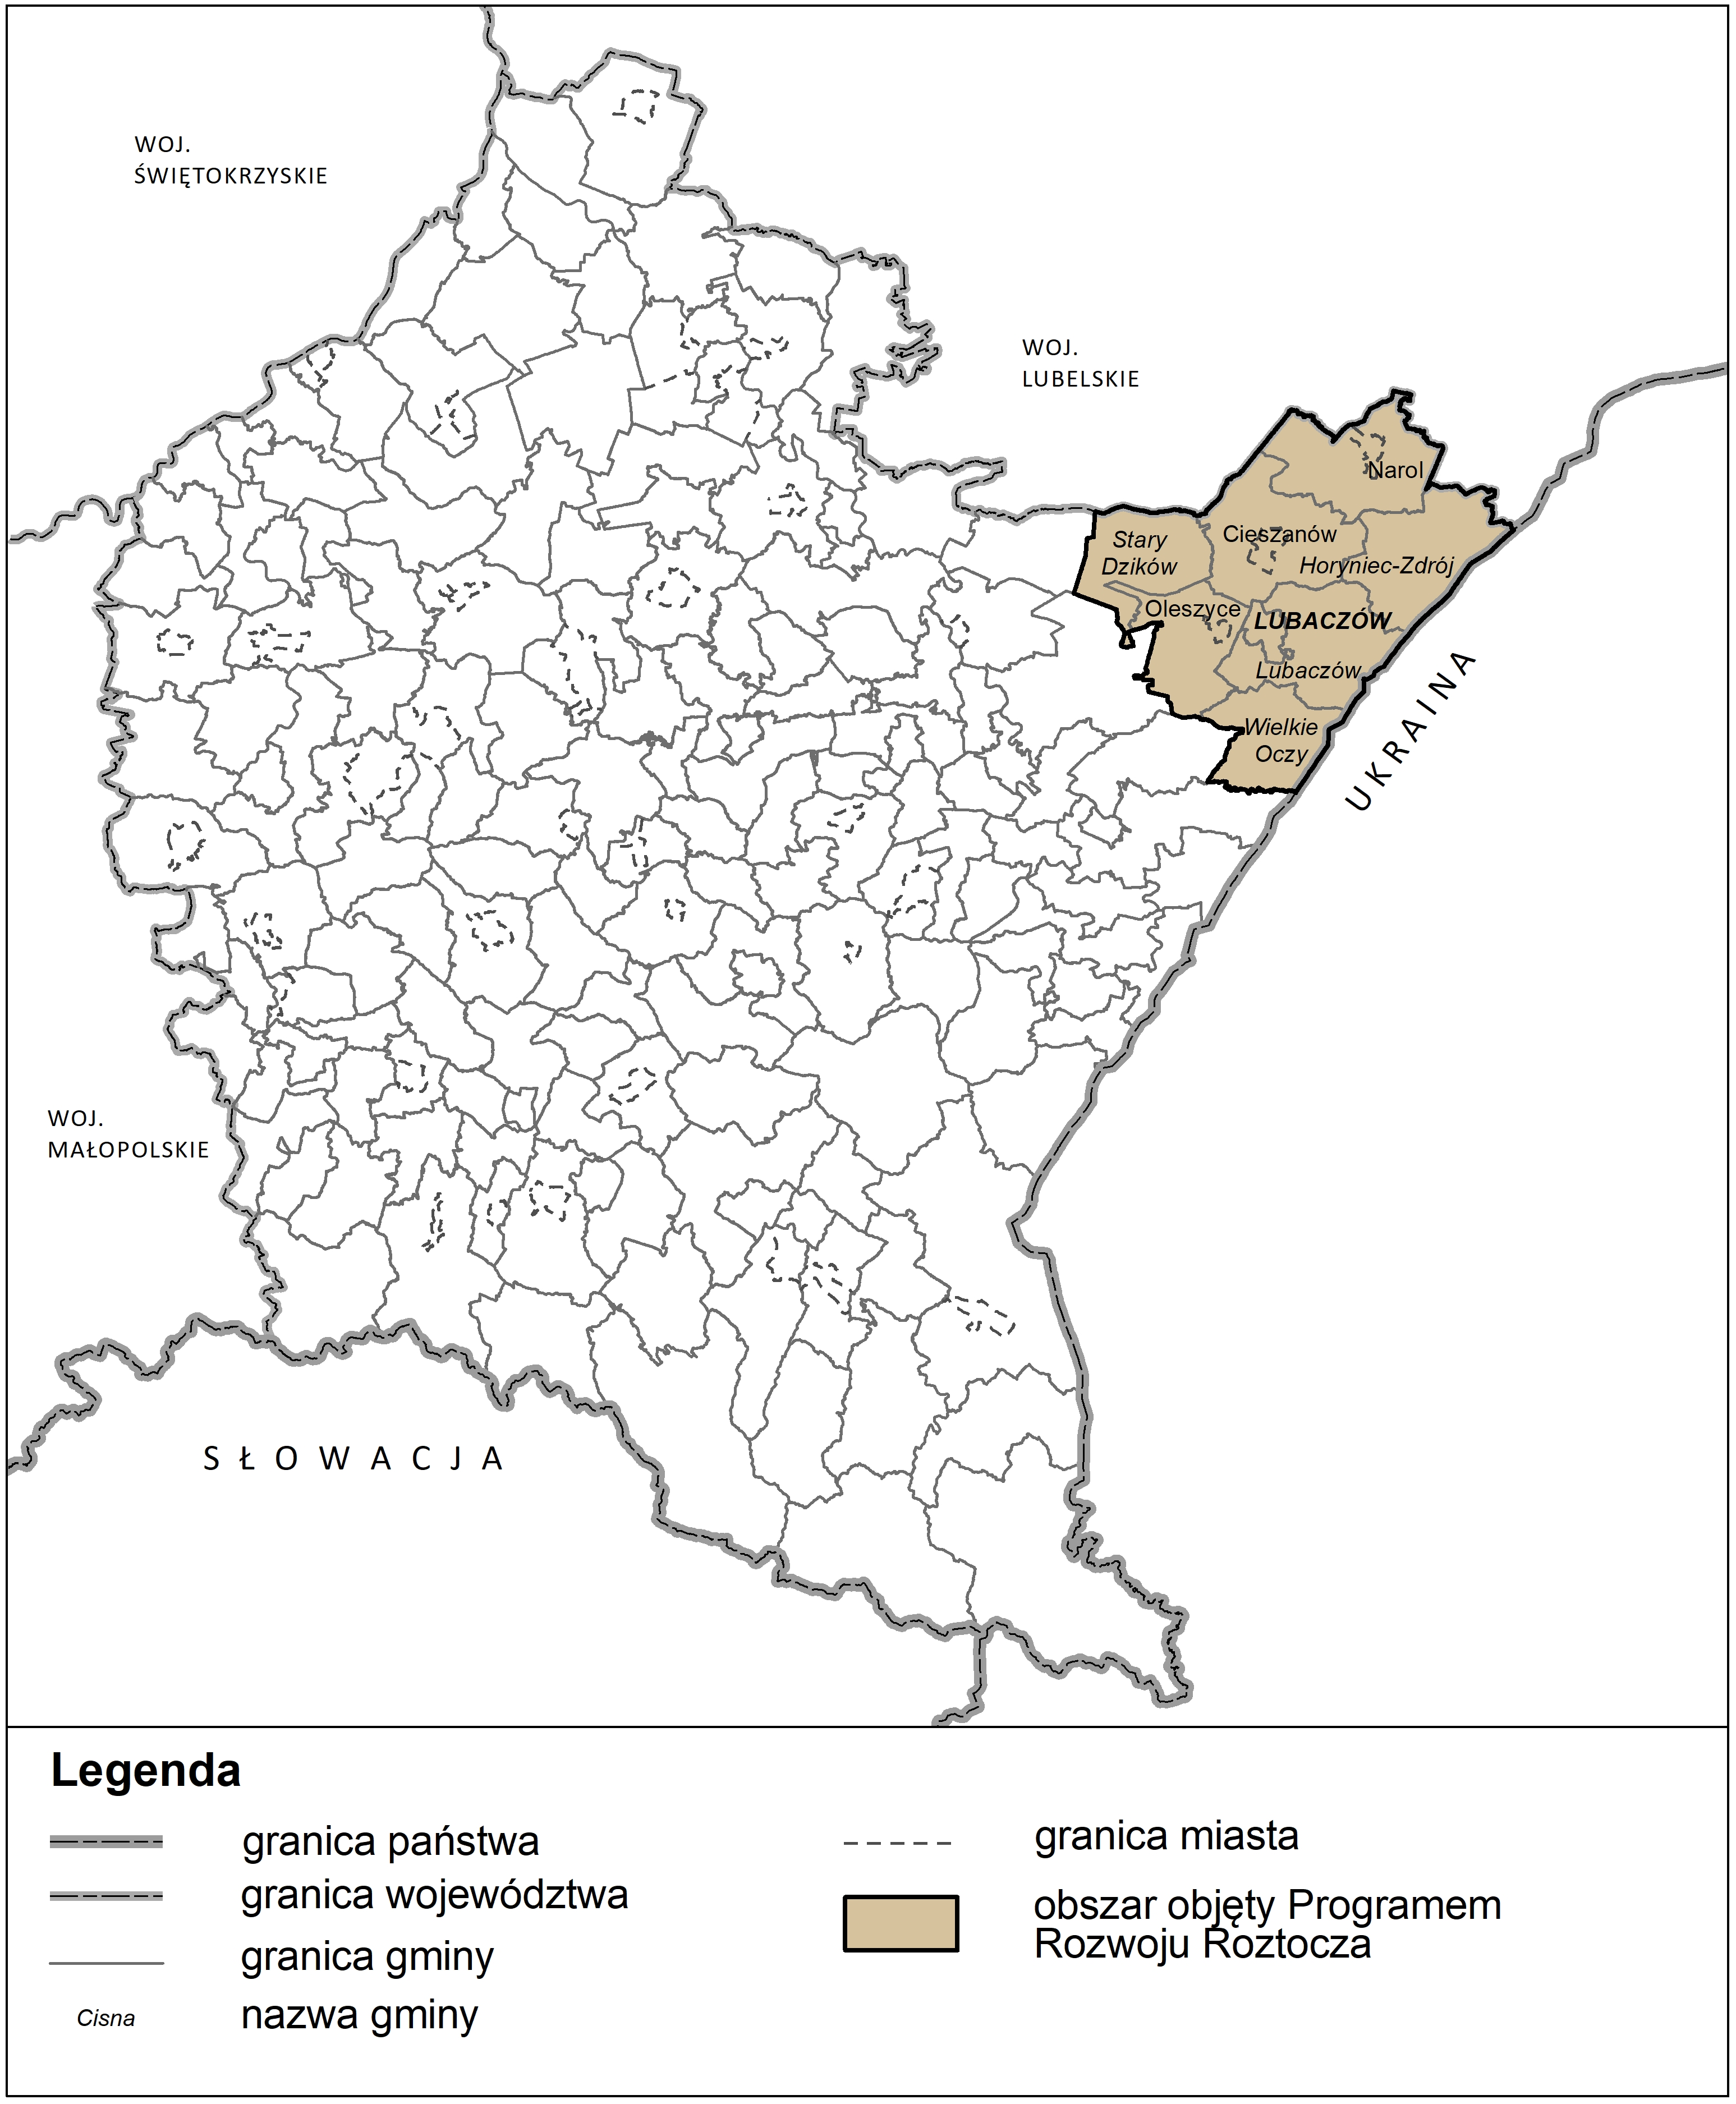 WOJ.
ŚWIĘTOKRZYSKIE
WOJ.
LUBELSKIE
Narol
Cieszanów
Stary
Dzików
Horyniec-Zdrój
Oleszyce
LUBACZÓW
Lubaczów
Wielkie
Oczy
UKRAINA
WOJ.
MAŁOPOLSKIE
SŁOWACJA
Legenda
granica państwa
granica województwa
granica gminy
Cisna
nazwa gminy
granica miasta
obszar objęty Programem
Rozwoju Roztocza